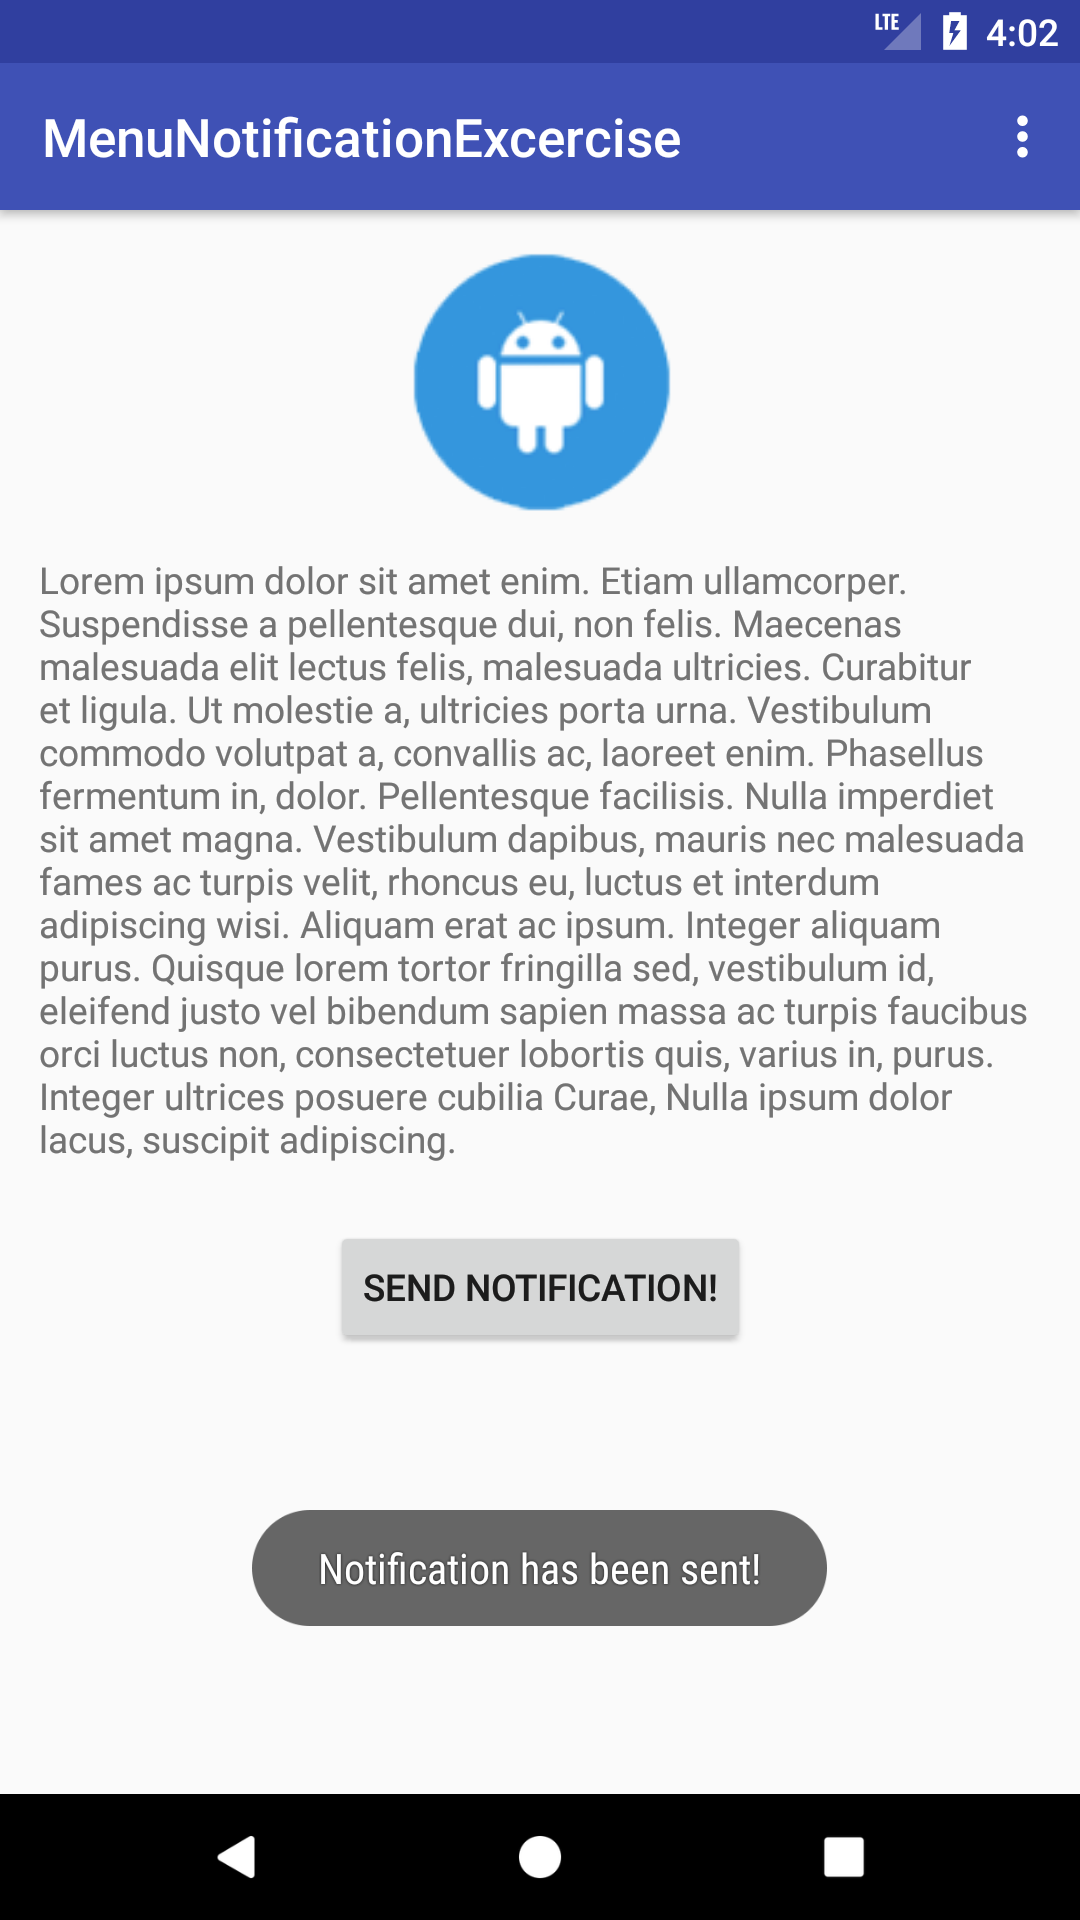 LTE 4:02
MenuNotificationExcercise
Lorem ipsum dolor sit amet enim. Etiam ullamcorper.
Suspendisse a pellentesque dui, non felis. Maecenas
malesuada elit lectus felis, malesuada ultricies. Curabitur
et ligula. Ut molestie a, ultricies porta urna. Vestibulum
commodo volutpat a, convallis ac, laoreet enim. Phasellus
fermentum in, dolor. Pellentesque facilisis. Nulla imperdiet
sit amet magna. Vestibulum dapibus, mauris nec malesuada
fames ac turpis velit, rhoncus eu, luctus et interdum
adipiscing wisi. Aliquam erat ac ipsum. Integer aliquam
purus. Quisque lorem tortor fringilla sed, vestibulum id,
eleifend justo vel bibendum sapien massa ac turpis faucibus
orci luctus non, consectetuer lobortis quis, varius in, purus.
Integer ultrices posuere cubilia Curae, Nulla ipsum dolor
lacus, suscipit adipiscing.
SEND NOTIFICATION!
Notification has been sent!